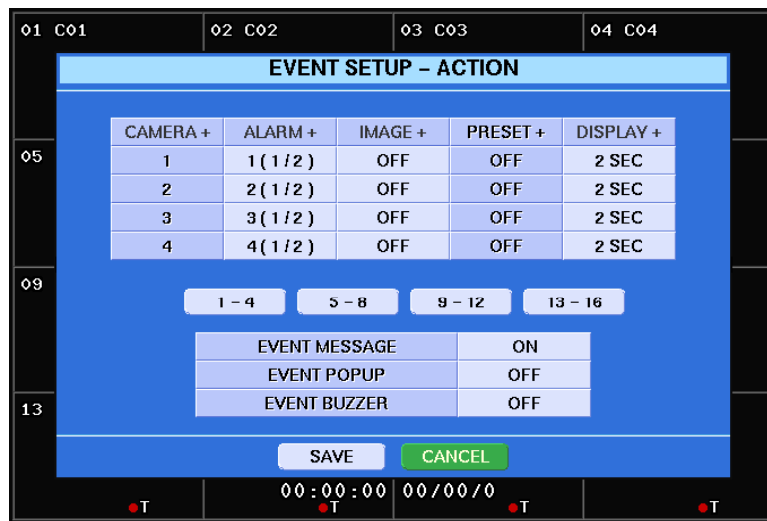 01 C01 02 C02 03 C03 04 C04
EVENT SETUP – ACTION
CAMERA + ALARM + IMAGE + PRESET + DISPLAY +
05 1 1 ( 1 / 2 ) OFF OFF 2 SEC
2 2 ( 1 / 2 ) OFF OFF 2 SEC
3 3 ( 1 / 2 ) OFF OFF 2 SEC
4 4 ( 1 / 2 ) OFF OFF 2 SEC
09 1 – 4 5 – 8 9 – 12 13 – 16
EVENT MESSAGE ON
EVENT POPUP OFF
13 EVENT BUZZER OFF
SAVE CANCEL
00:00:00 00/00/0
T T T T